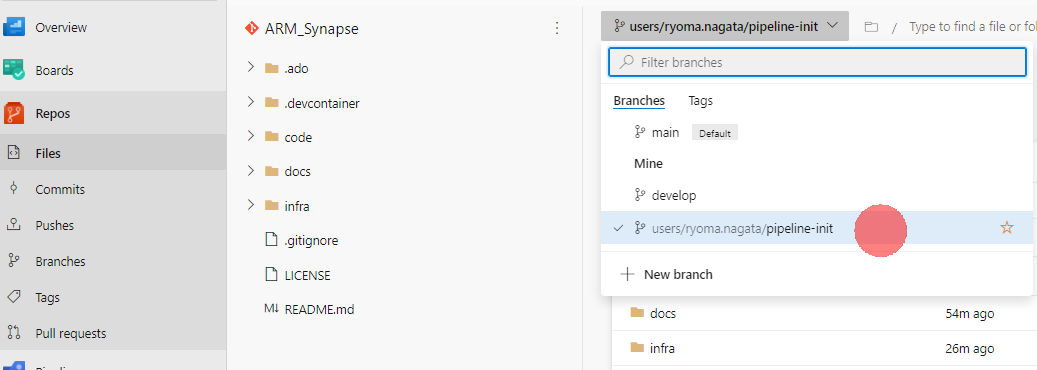 Overview
Boards
Repos
Files
Commits
Pushes
Branches
Tags
Pull requests
ARM_Synapse
.ado
.devcontainer
code
docs
infra
.gitignore
LICENSE
README.md
users/ryoma.nagata/pipeline-init
/ Type to find a file or fol
Filter branches
Branches Tags
main Default
Mine
develop
users/ryoma.nagata/pipeline-init
New branch
docs 54m ago
infra 26m ago